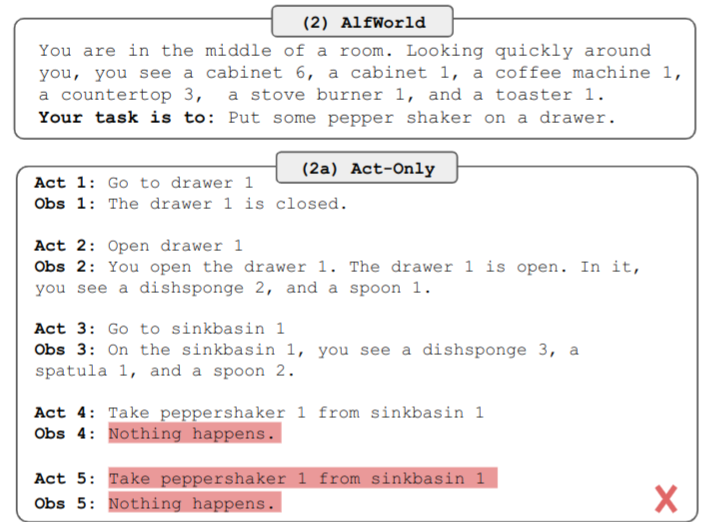 (2) AlfWorld
You are in the middle of a room. Looking quickly around
you, you see a cabinet 6, a cabinet 1, a coffee machine 1,
a countertop 3,  a stove burner 1, and a toaster 1.
Your task is to: Put some pepper shaker on a drawer.
(2a) Act-Only
Act 1: Go to drawer 1
Obs 1: The drawer 1 is closed.
Act 2: Open drawer 1
Obs 2: You open the drawer 1. The drawer 1 is open. In it,
you see a dishsponge 2, and a spoon 1.
Act 3: Go to sinkbasin 1
Obs 3: On the sinkbasin 1, you see a dishsponge 3, a
spatula 1, and a spoon 2.
Act 4: Take peppershaker 1 from sinkbasin 1
Obs 4: Nothing happens.
Act 5: Take peppershaker 1 from sinkbasin 1
Obs 5: Nothing happens.